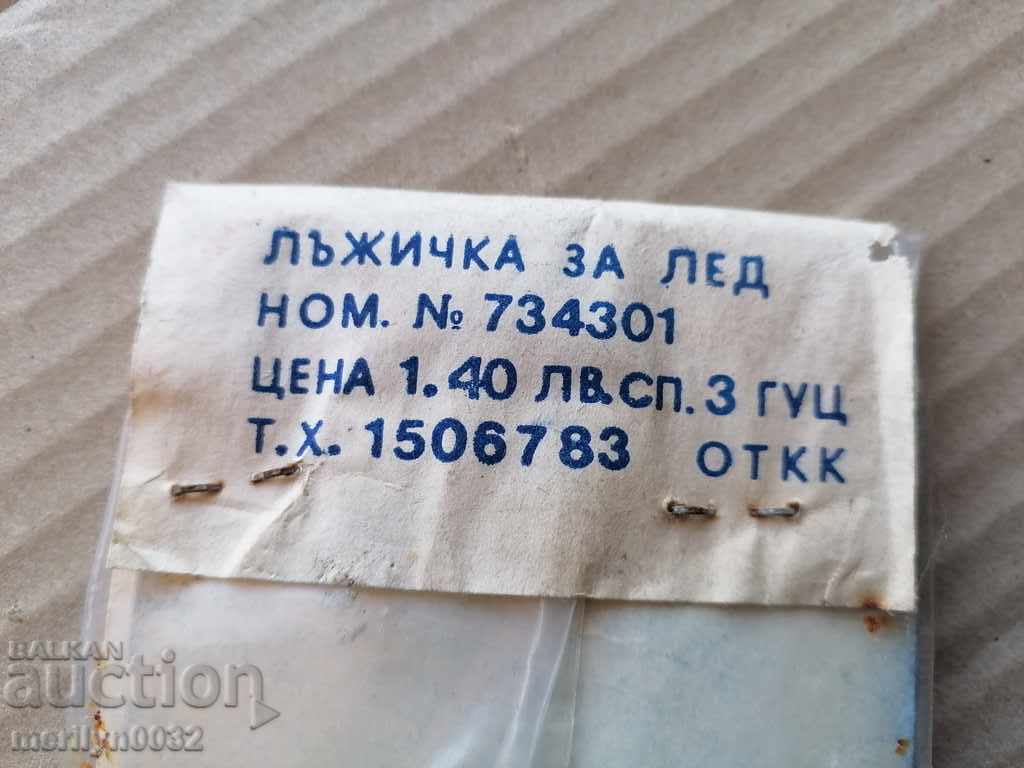 ЛЪЖИЧКА ЗА ЛЕД
НОМ. № 734301
ЦЕНА 1.40 ЛВ.СП. 3 ГУЦ
Т.Х. 1506783 ОТКК
BALKAN
auction
merilyn0032